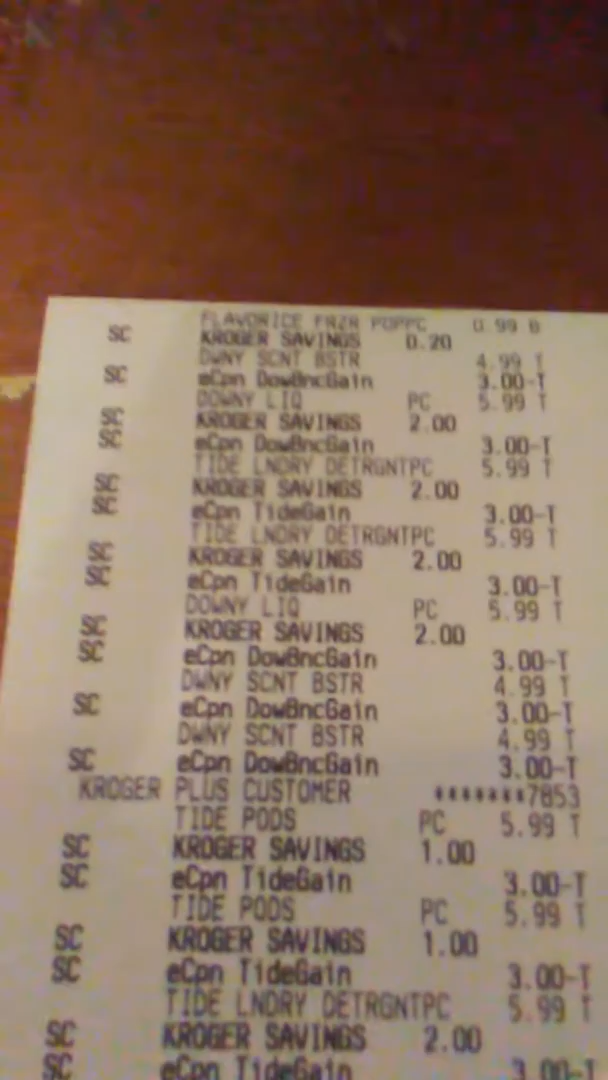 FLAVORICE FRZR POPPC 0.99 B
SC KROGER SAVINGS 0.20
DWNY SCNT BSTR 4.99 T
SC eCpn DowBncGain 3.00-T
DOWNY LIQ PC 5.99 T
SC KROGER SAVINGS 2.00
SC eCpn DowBncGain 3.00-T
TIDE LNDRY DETRGNTPC 5.99 T
SC KROGER SAVINGS 2.00
SC eCpn TideGain 3.00-T
TIDE LNDRY DETRGNTPC 5.99 T
SC KROGER SAVINGS 2.00
SC eCpn TideGain 3.00-T
DOWNY LIQ PC 5.99 T
SC KROGER SAVINGS 2.00
SC eCpn DowBncGain 3.00-T
DWNY SCNT BSTR 4.99 T
SC eCpn DowBncGain 3.00-T
DWNY SCNT BSTR 4.99 T
SC eCpn DowBncGain 3.00-T
KROGER PLUS CUSTOMER *******7853
TIDE PODS PC 5.99 T
SC KROGER SAVINGS 1.00
SC eCpn TideGain 3.00-T
TIDE PODS PC 5.99 T
SC KROGER SAVINGS 1.00
SC eCpn TideGain 3.00-T
TIDE LNDRY DETRGNTPC 5.99 T
SC KROGER SAVINGS 2.00
SC eCpn TideGain 3.00-T